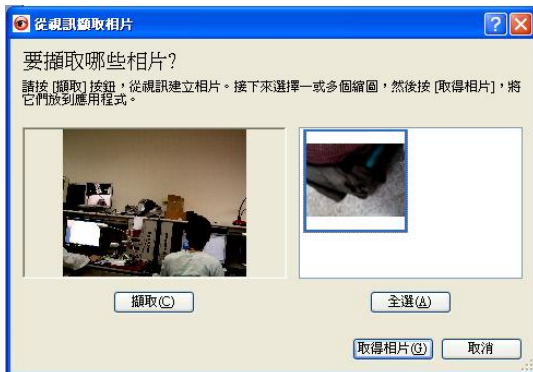 從視訊擷取相片
要擷取哪些相片?
請按 [擷取] 按鈕，從視訊建立相片。接下來選擇一或多個縮圖，然後按 [取得相片]，將
它們放到應用程式。
擷取(C)
全選(A)
取得相片(G)
取消